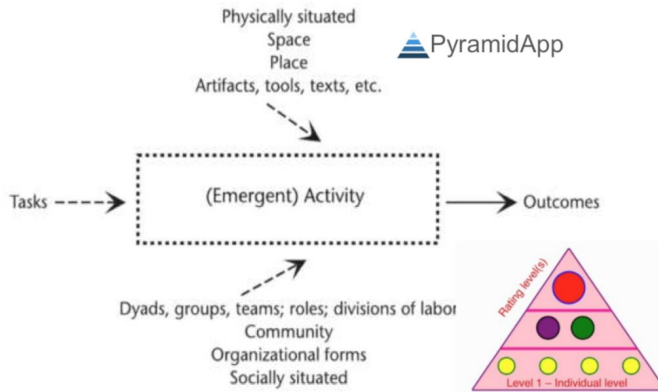 Physically situated
Space
Place
Artifacts, tools, texts, etc.
PyramidApp
Tasks
(Emergent) Activity
Outcomes
Dyads, groups, teams; roles; divisions of labor
Community
Organizational forms
Socially situated
Rating level(s)
Level 1 – Individual level